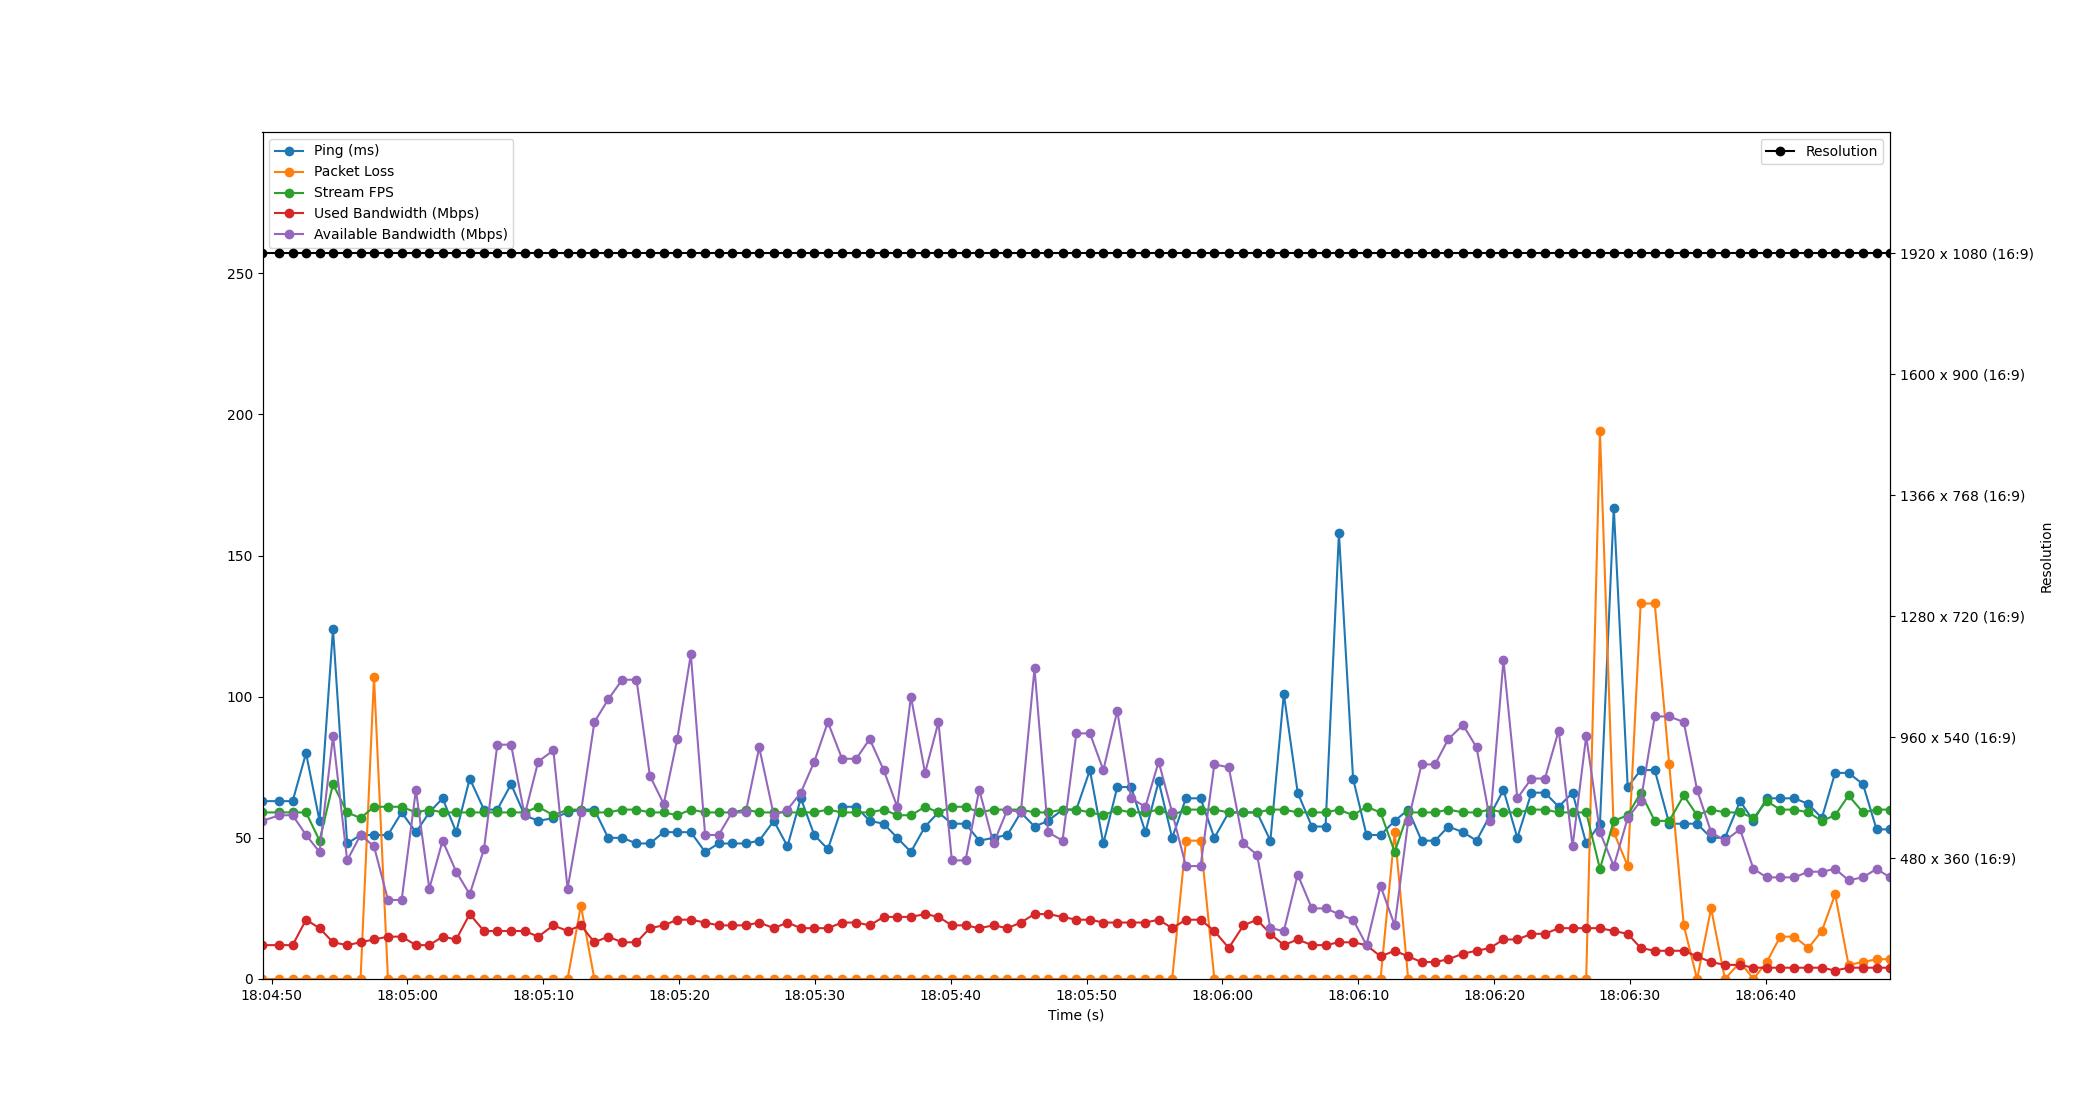 Ping (ms)
Packet Loss
Stream FPS
Used Bandwidth (Mbps)
Available Bandwidth (Mbps)
Resolution
250
200
150
100
50
0
1920 x 1080 (16:9)
1600 x 900 (16:9)
1366 x 768 (16:9)
1280 x 720 (16:9)
960 x 540 (16:9)
480 x 360 (16:9)
Resolution
18:04:50 18:05:00 18:05:10 18:05:20 18:05:30 18:05:40 18:05:50 18:06:00 18:06:10 18:06:20 18:06:30 18:06:40
Time (s)